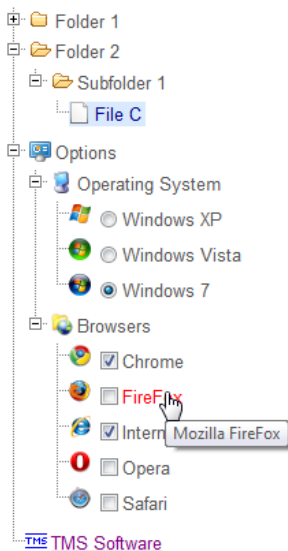 Folder 1
Folder 2
Subfolder 1
File C
Options
Operating System
Windows XP
Windows Vista
Windows 7
Browsers
Chrome
FireFox
Mozilla FireFox
Opera
Safari
TMS TMS Software